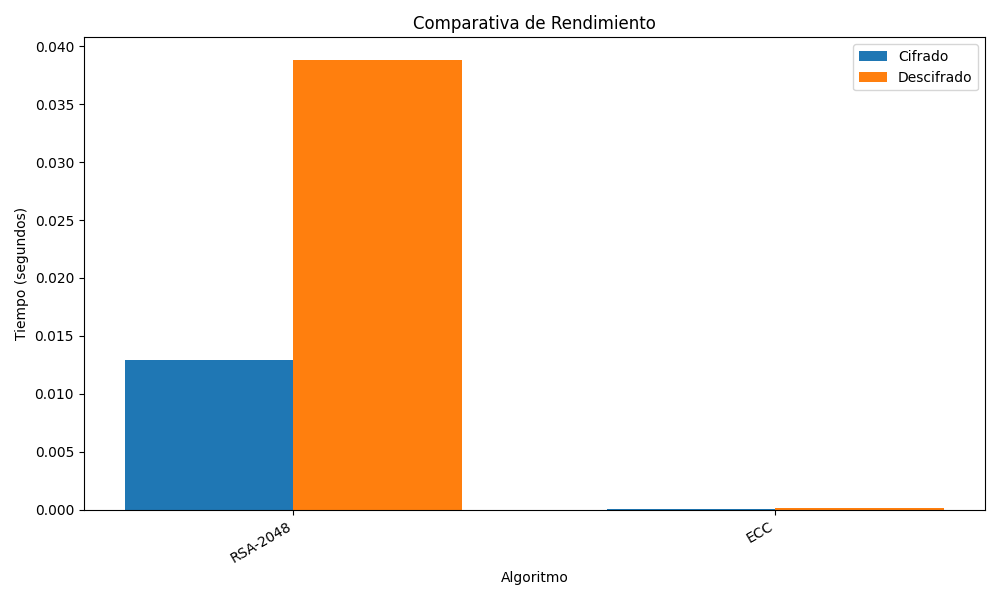 Comparativa de Rendimiento
Cifrado
Descifrado
Tiempo (segundos)
0.040
0.035
0.030
0.025
0.020
0.015
0.010
0.005
0.000
RSA-2048
ECC
Algoritmo